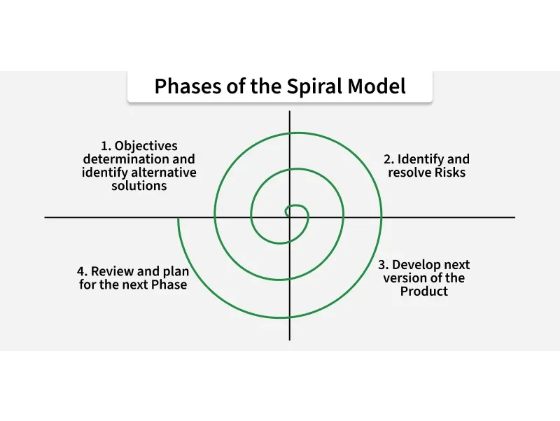 Phases of the Spiral Model
1. Objectives
determination and
identify alternative
solutions
2. Identify and
resolve Risks
3. Develop next
version of the
Product
4. Review and plan
for the next Phase